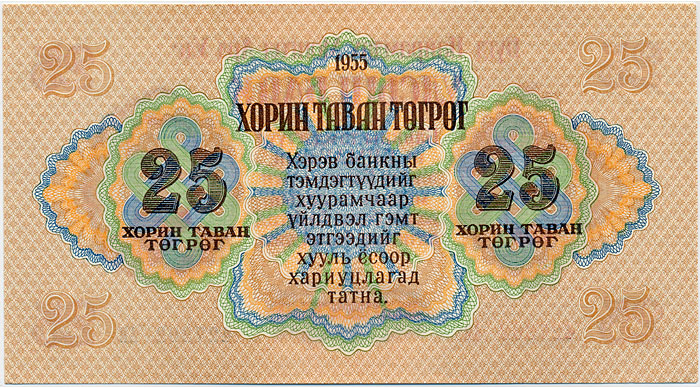 25 25
1955
ХОРИН ТАВАН ТӨГРӨГ
25
ХОРИН ТАВАН
ТӨГРӨГ
Хэрэв банкны
тэмдэгтүүдийг
хуурамчаар
үйлдвэл гэмт
этгээдийг
хууль ёсоор
хариуцлагад
татна.
25
ХОРИН ТАВАН
ТӨГРӨГ
25 25